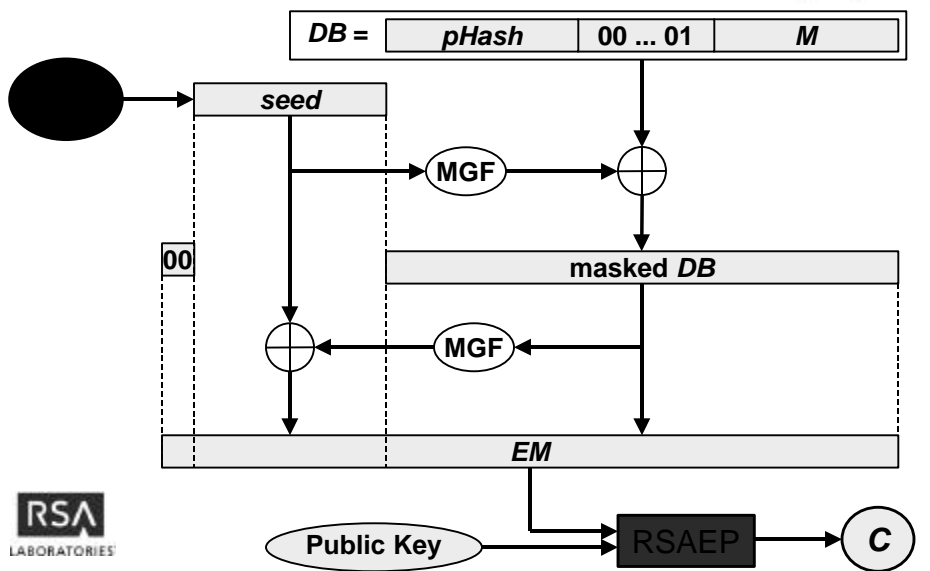 DB = pHash 00 ... 01 M
seed
MGF
00
masked DB
MGF
EM
RSA
LABORATORIES
Public Key
RSAEP
C